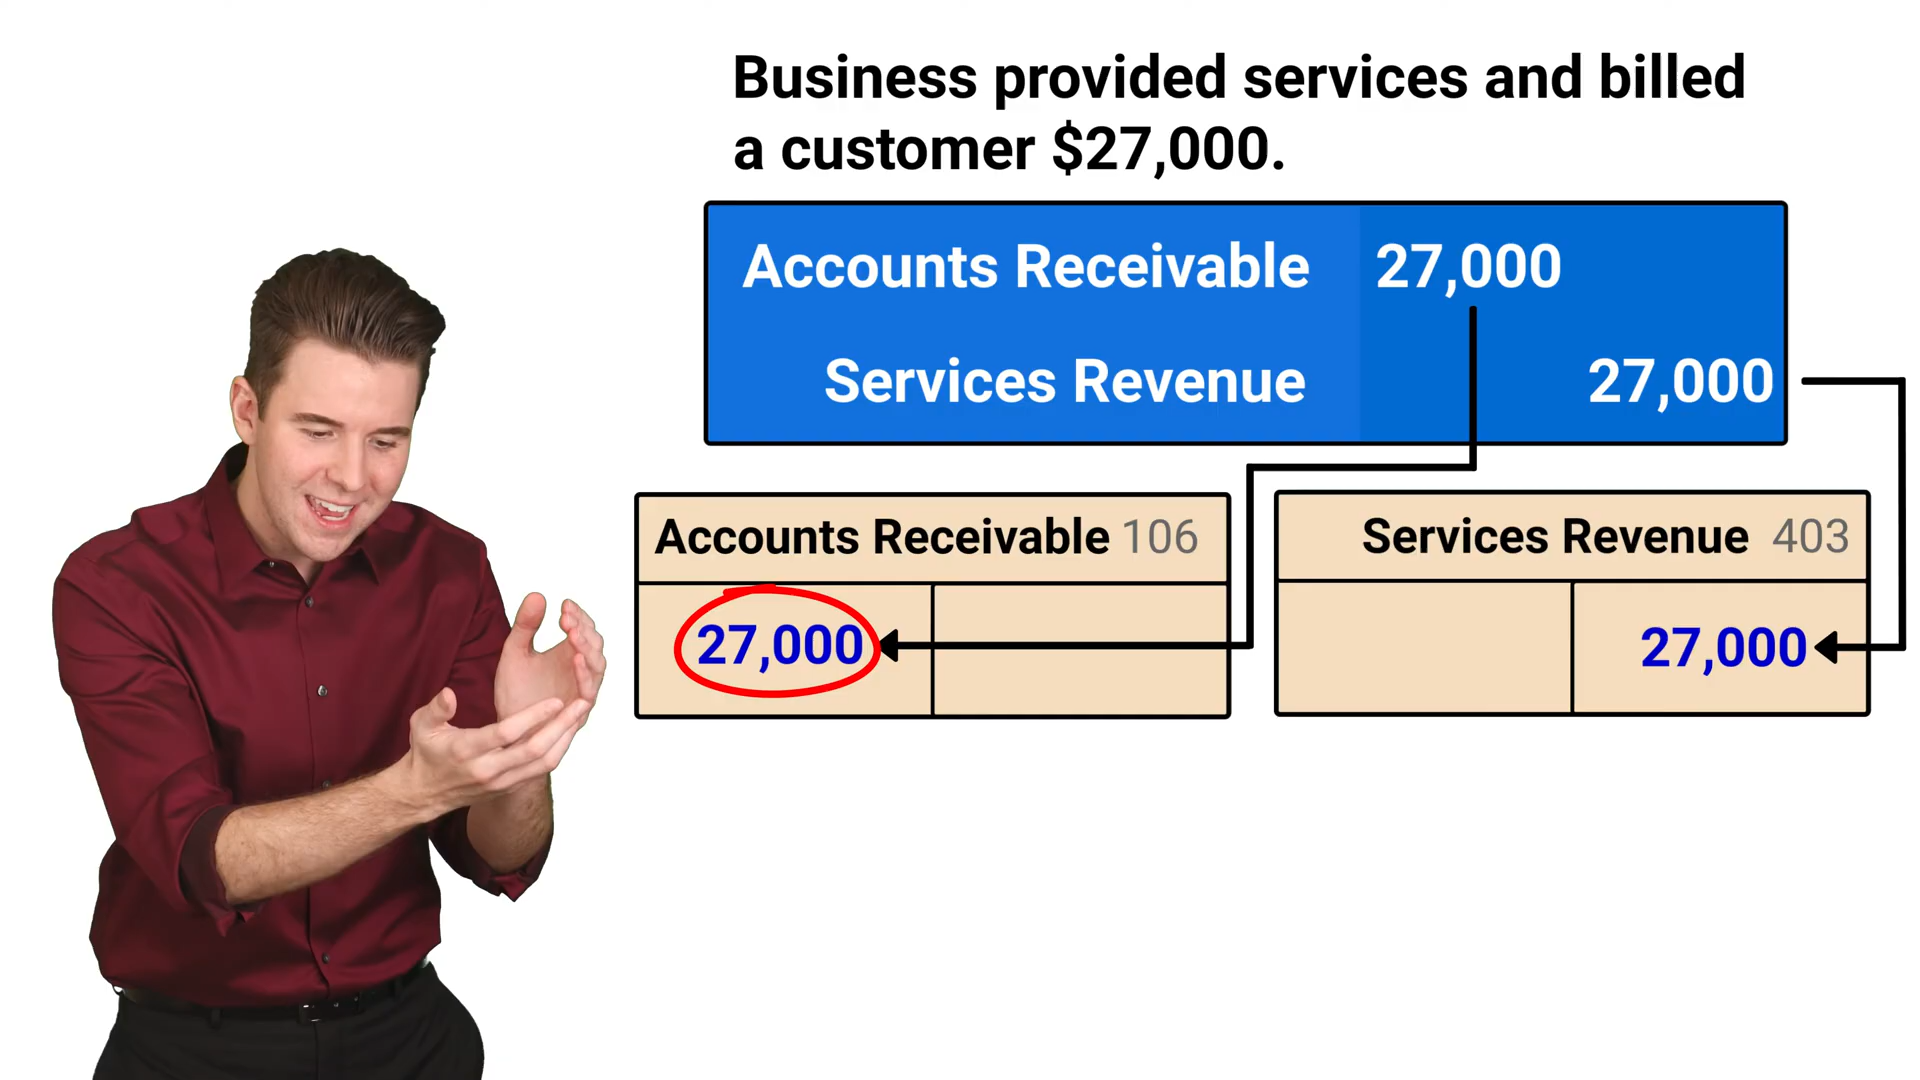 Business provided services and billed
a customer $27,000.
Accounts Receivable 27,000
Services Revenue 27,000
Accounts Receivable 106
27,000
Services Revenue 403
27,000